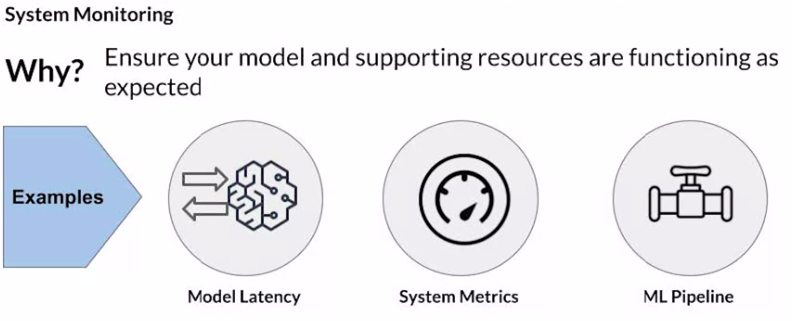 System Monitoring
Why?
Ensure your model and supporting resources are functioning as
expected
Examples
Model Latency
System Metrics
ML Pipeline